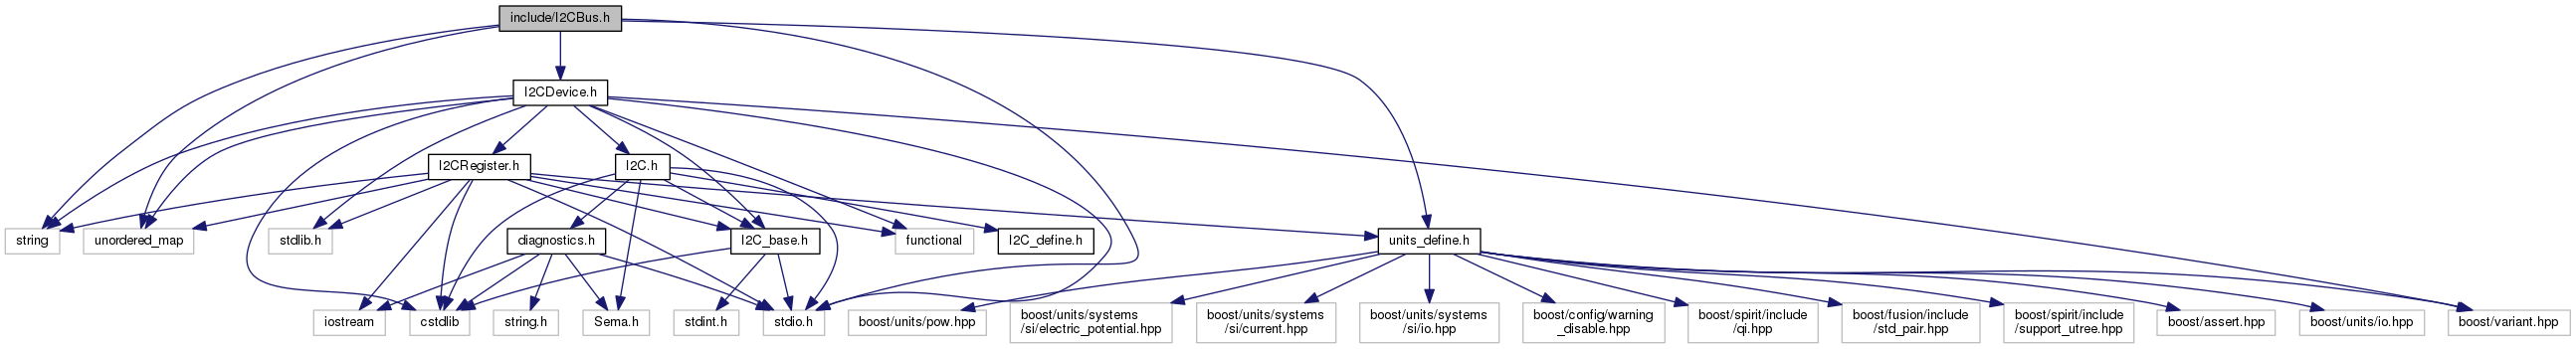 include/I2CBus.h
I2CDevice.h
I2CRegister.h
I2C.h
string
unordered_map
stdlib.h
diagnostics.h
I2C_base.h
functional
I2C_define.h
units_define.h
iostream
cstdlib
string.h
Sema.h
stdint.h
stdio.h
boost/units/pow.hpp
boost/units/systems
/si/electric_potential.hpp
boost/units/systems
/si/current.hpp
boost/units/systems
/si/io.hpp
boost/config/warning
_disable.hpp
boost/spirit/include
/qi.hpp
boost/fusion/include
/std_pair.hpp
boost/spirit/include
/support_utree.hpp
boost/assert.hpp
boost/units/io.hpp
boost/variant.hpp